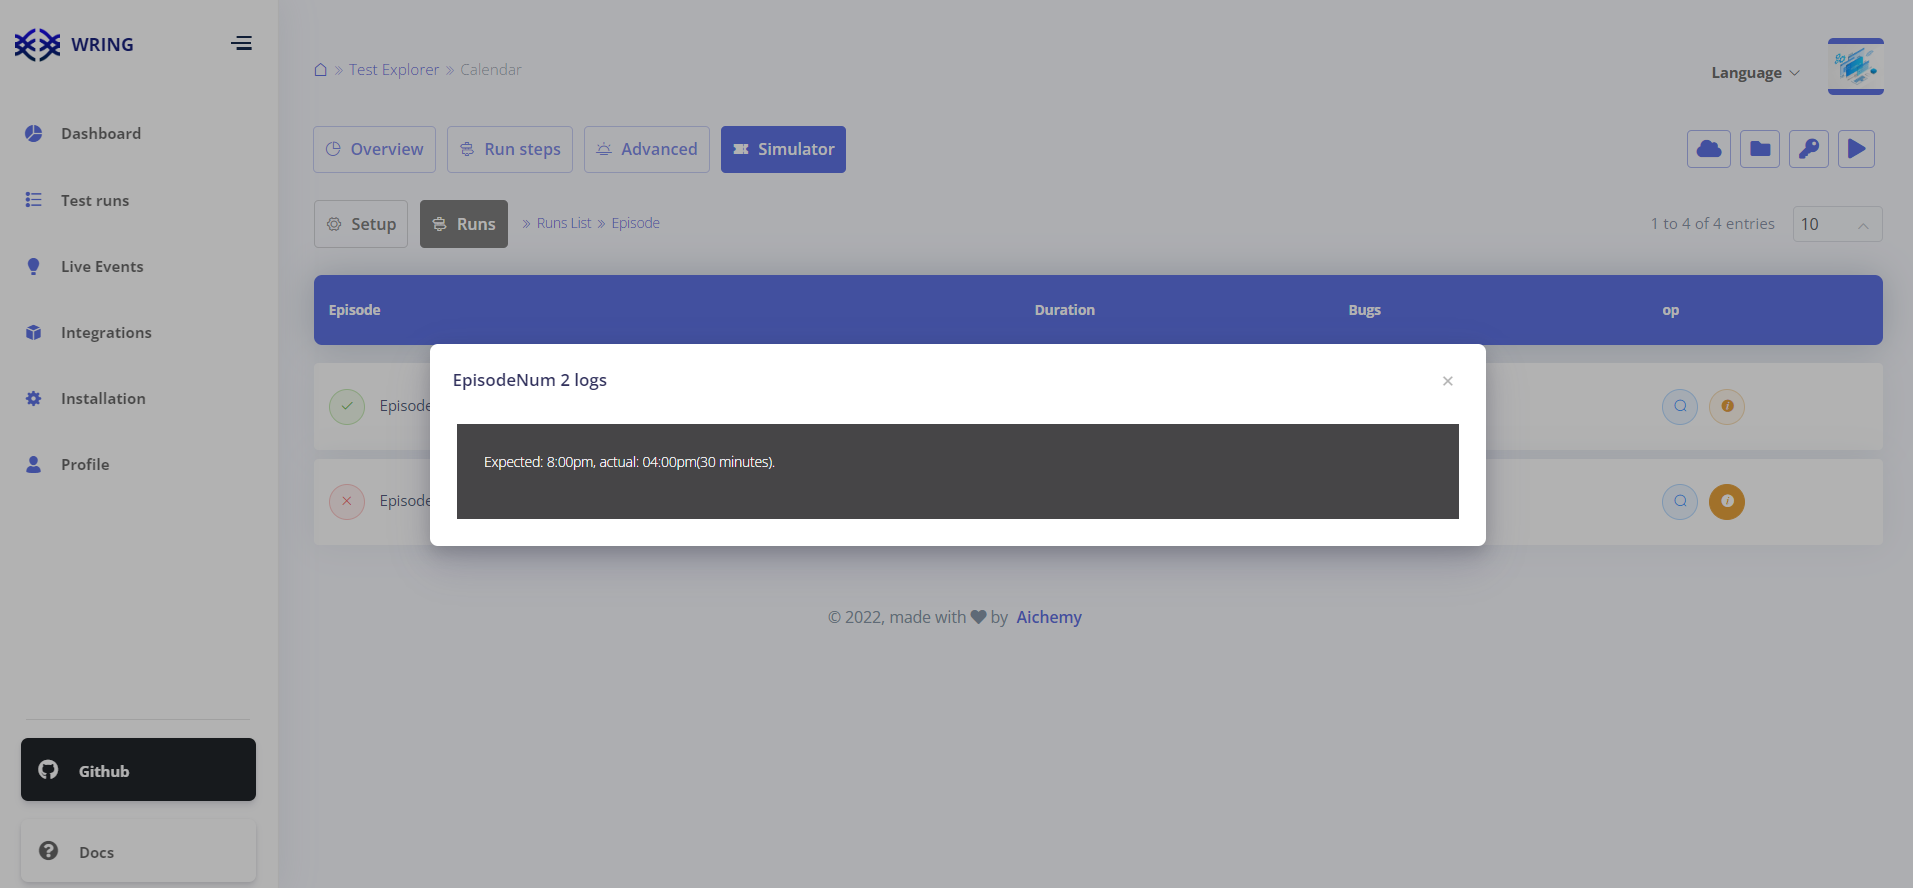 WRING
Test Explorer Calendar
Language
Dashboard
Test runs
Live Events
Integrations
Installation
Profile
Github
Docs
Overview Run steps Advanced Simulator
Setup Runs Runs List Episode 1 to 4 of 4 entries 10
Episode Duration Bugs op
Episode
Episode
EpisodeNum 2 logs
Expected: 8:00pm, actual: 04:00pm(30 minutes).
© 2022, made with by Aichemy